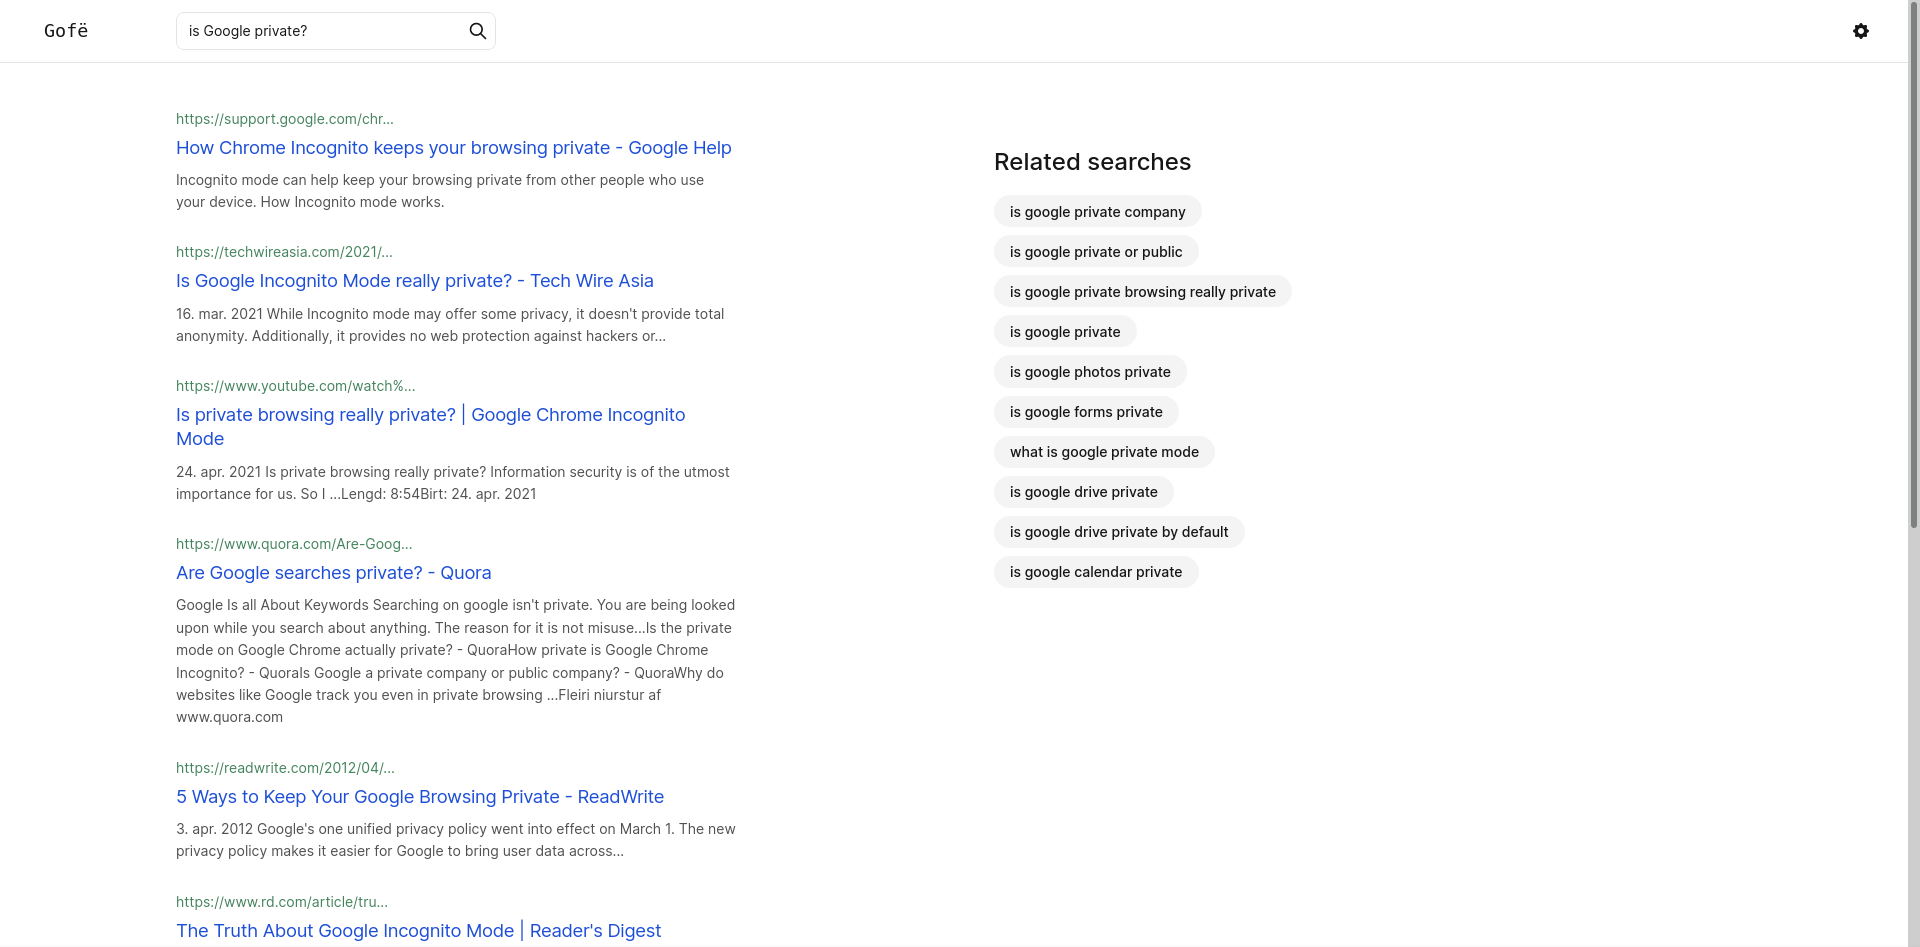 Gofë
is Google private?
https://support.google.com/chr...
How Chrome Incognito keeps your browsing private - Google Help
Incognito mode can help keep your browsing private from other people who use
your device. How Incognito mode works.
https://techwireasia.com/2021/...
Is Google Incognito Mode really private? - Tech Wire Asia
16. mar. 2021 While Incognito mode may offer some privacy, it doesn't provide total
anonymity. Additionally, it provides no web protection against hackers or...
https://www.youtube.com/watch%...
Is private browsing really private? | Google Chrome Incognito
Mode
24. apr. 2021 Is private browsing really private? Information security is of the utmost
importance for us. So I ...Lengd: 8:54Birt: 24. apr. 2021
https://www.quora.com/Are-Goog...
Are Google searches private? - Quora
Google Is all About Keywords Searching on google isn't private. You are being looked
upon while you search about anything. The reason for it is not misuse...Is the private
mode on Google Chrome actually private? - QuoraHow private is Google Chrome
Incognito? - QuoraIs Google a private company or public company? - QuoraWhy do
websites like Google track you even in private browsing ...Fleiri niurstur af
www.quora.com
https://readwrite.com/2012/04/...
5 Ways to Keep Your Google Browsing Private - ReadWrite
3. apr. 2012 Google's one unified privacy policy went into effect on March 1. The new
privacy policy makes it easier for Google to bring user data across...
https://www.rd.com/article/tru...
The Truth About Google Incognito Mode | Reader's Digest
Related searches
is google private company
is google private or public
is google private browsing really private
is google private
is google photos private
is google forms private
what is google private mode
is google drive private
is google drive private by default
is google calendar private